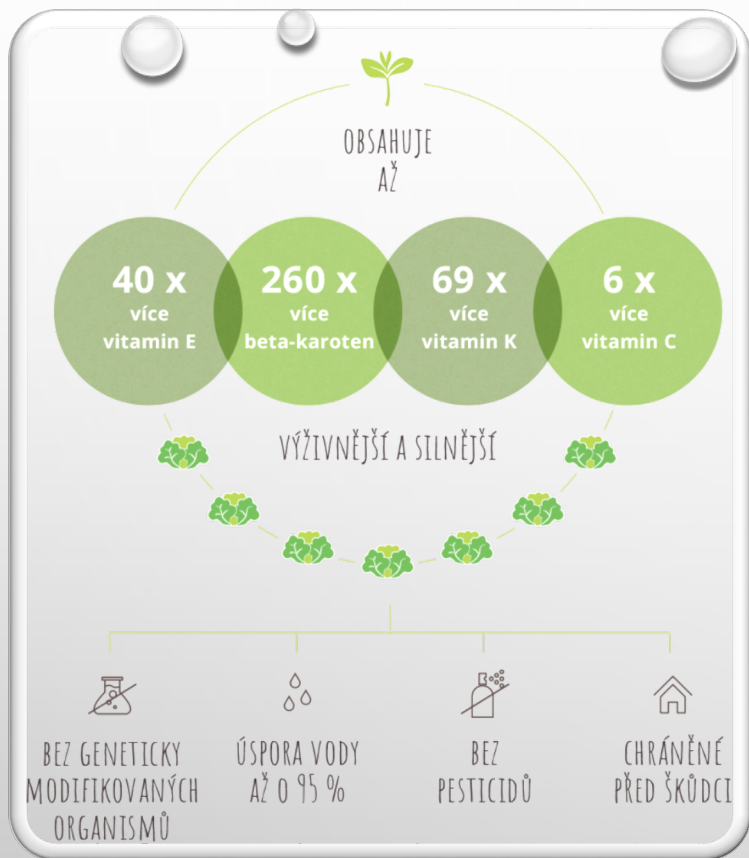 OBSAHUJE
AŽ
40 x
více
vitamin E
260 x
více
beta-karoten
69 x
více
vitamin K
6 x
více
vitamin C
VÝŽIVNĚJŠÍ A SILNĚJŠÍ
BEZ GENETICKY
MODIFIKOVANÝCH
ORGANISMŮ
ÚSPORA VODY
AŽ O 95 %
BEZ
PESTICIDŮ
CHRÁNĚNÉ
PŘED ŠKŮDCI